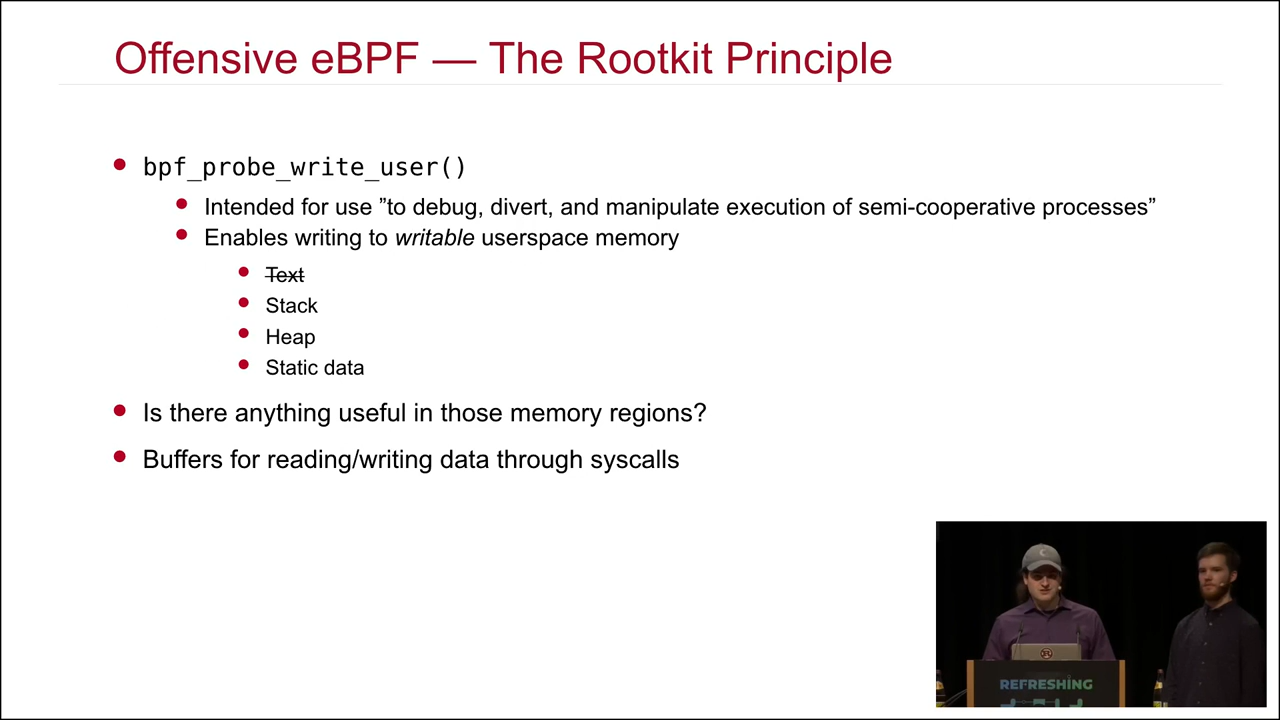 Offensive eBPF — The Rootkit Principle
bpf_probe_write_user()
Intended for use ”to debug, divert, and manipulate execution of semi-cooperative processes”
Enables writing to writable userspace memory
Text
Stack
Heap
Static data
Is there anything useful in those memory regions?
Buffers for reading/writing data through syscalls
REFRESHING